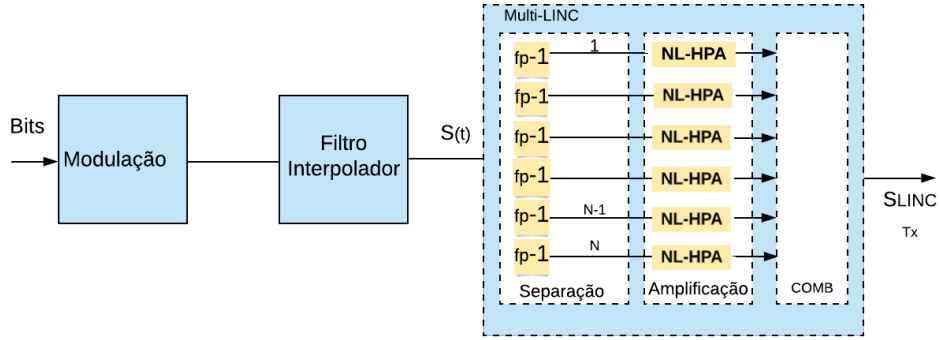 Multi-LINC
Bits
Modulação
Filtro
Interpolador
S(t)
fp-1
1
NL-HPA
fp-1
NL-HPA
fp-1
NL-HPA
fp-1
NL-HPA
fp-1
N-1
NL-HPA
fp-1
N
NL-HPA
Separação
Amplificação
COMB
SLINC
Tx